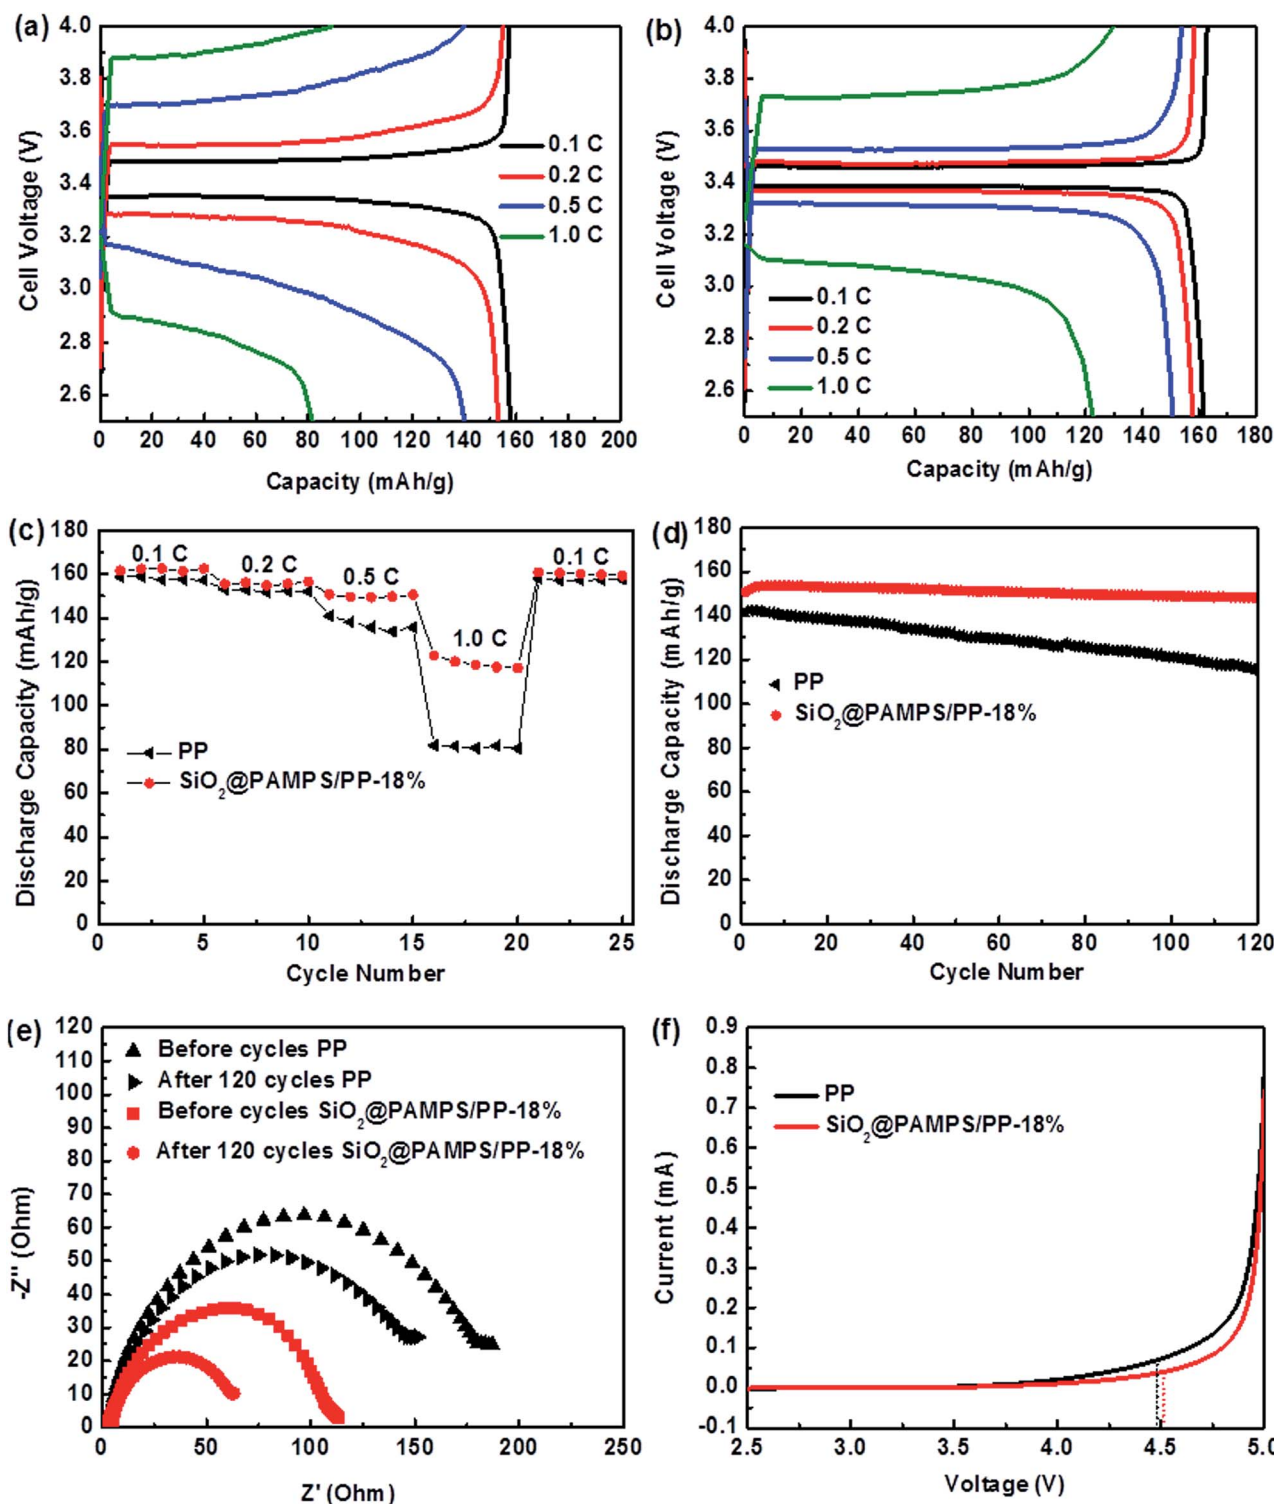 (a)
4.0
3.8
3.6
3.4
3.2
3.0
2.8
2.6
Cell Voltage (V)
0.1 C
0.2 C
0.5 C
1.0 C
0 20 40 60 80 100 120 140 160 180 200
Capacity (mAh/g)
(b)
4.0
3.8
3.6
3.4
3.2
3.0
2.8
2.6
Cell Voltage (V)
0.1 C
0.2 C
0.5 C
1.0 C
0 20 40 60 80 100 120 140 160 180
Capacity (mAh/g)
(c)
180
160
140
120
100
80
60
40
20
0
Discharge Capacity (mAh/g)
0.1 C
0.2 C
0.5 C
1.0 C
0.1 C
PP
SiO2@PAMPS/PP-18%
0 5 10 15 20 25
Cycle Number
(d)
180
160
140
120
100
80
60
40
20
0
Discharge Capacity (mAh/g)
PP
SiO2@PAMPS/PP-18%
0 20 40 60 80 100 120
Cycle Number
(e)
120
110
100
90
80
70
60
50
40
30
20
10
0
-Z'' (Ohm)
Before cycles PP
After 120 cycles PP
Before cycles SiO2@PAMPS/PP-18%
After 120 cycles SiO2@PAMPS/PP-18%
0 50 100 150 200 250
Z' (Ohm)
(f)
0.9
0.8
0.7
0.6
0.5
0.4
0.3
0.2
0.1
0.0
-0.1
Current (mA)
PP
SiO2@PAMPS/PP-18%
2.5 3.0 3.5 4.0 4.5 5.0
Voltage (V)